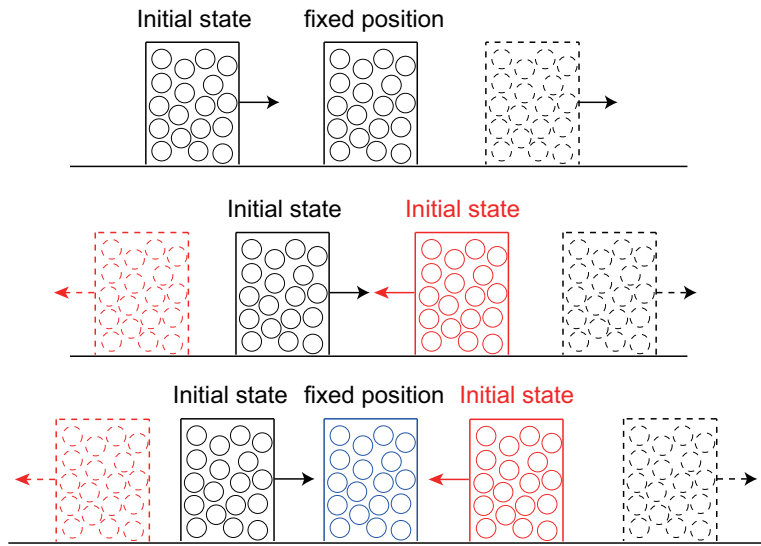 Initial state fixed position
Initial state Initial state
Initial state fixed position Initial state